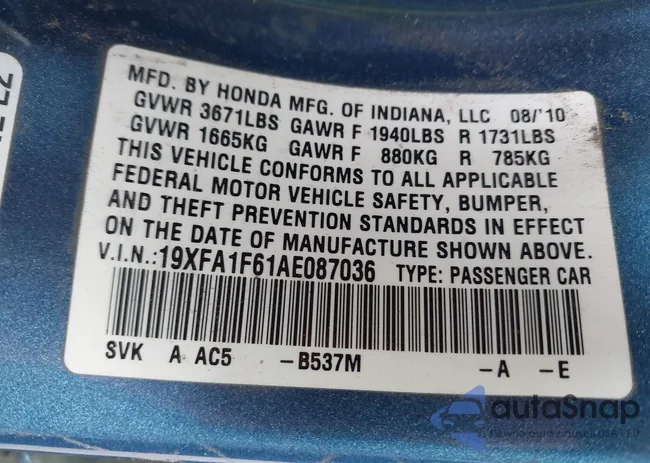 MFD. BY HONDA MFG. OF INDIANA, LLC 08/'10
GVWR 3671LBS GAWR F 1940LBS R 1731LBS
GVWR 1665KG GAWR F 880KG R 785KG
THIS VEHICLE CONFORMS TO ALL APPLICABLE
FEDERAL MOTOR VEHICLE SAFETY, BUMPER,
AND THEFT PREVENTION STANDARDS IN EFFECT
ON THE DATE OF MANUFACTURE SHOWN ABOVE.
V.I.N.:19XFA1F61AE087036 TYPE: PASSENGER CAR
SVK A AC5 -B537M -A -E
autaSnap